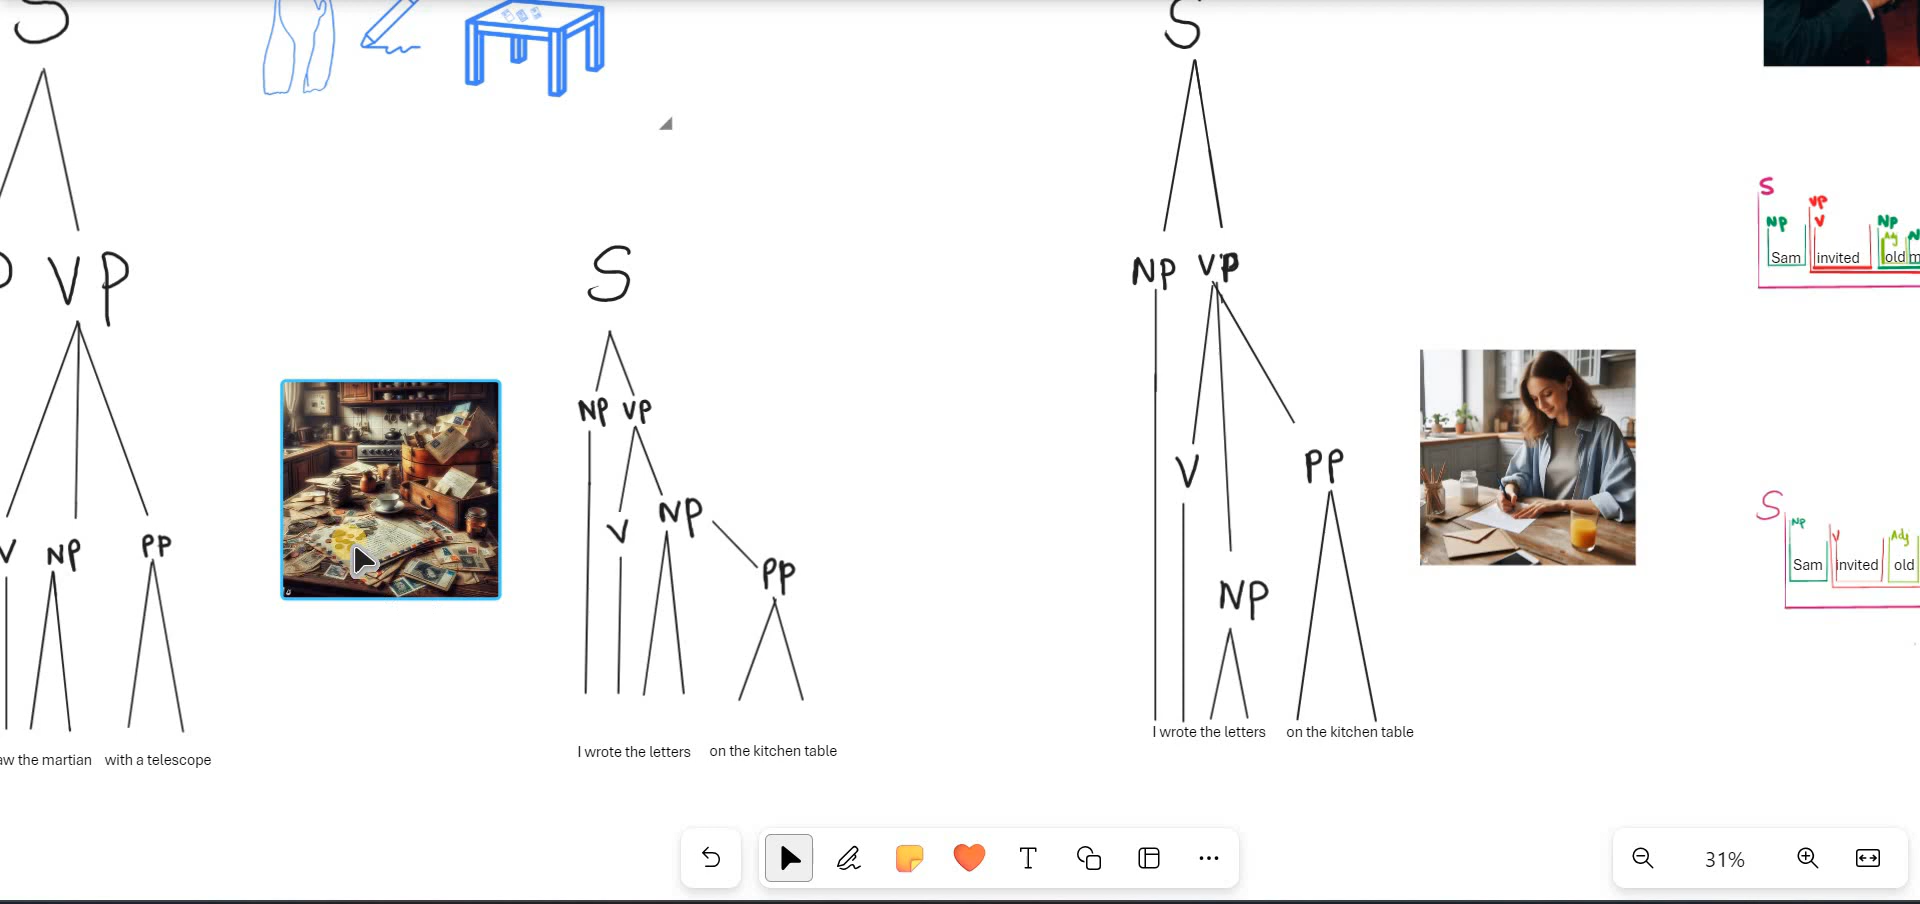 S
VP
V NP PP
aw the martian with a telescope
S
NP VP
V NP
PP
I wrote the letters on the kitchen table
S
NP VP
V PP
NP
I wrote the letters on the kitchen table
S
VP
NP V NP
Adj
Sam invited old m
S
NP V Adj
Sam invited old
T
31%